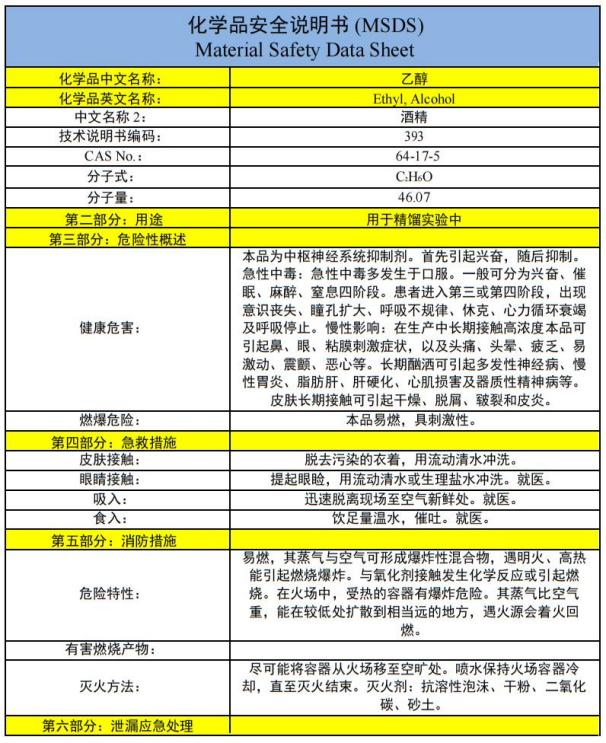 化学品安全说明书 (MSDS)
Material Safety Data Sheet
化学品中文名称： 乙醇
化学品英文名称： Ethyl, Alcohol
中文名称 2： 酒精
技术说明书编码： 393
CAS No.： 64-17-5
分子式： C₂H₆O
分子量： 46.07
第二部分：用途 用于精馏实验中
第三部分：危险性概述
健康危害：
本品为中枢神经系统抑制剂。首先引起兴奋，随后抑制。
急性中毒：急性中毒多发生于口服。一般可分为兴奋、催
眠、麻醉、窒息四阶段。患者进入第三或第四阶段，出现
意识丧失、瞳孔扩大、呼吸不规律、休克、心力循环衰竭
及呼吸停止。慢性影响：在生产中长期接触高浓度本品可
引起鼻、眼、粘膜刺激症状，以及头痛、头晕、疲乏、易
激动、震颤、恶心等。长期酗酒可引起多发性神经病、慢
性胃炎、脂肪肝、肝硬化、心肌损害及器质性精神病等。
皮肤长期接触可引起干燥、脱屑、皲裂和皮炎。
燃爆危险： 本品易燃，具刺激性。
第四部分：急救措施
皮肤接触： 脱去污染的衣着，用流动清水冲洗。
眼睛接触： 提起眼睑，用流动清水或生理盐水冲洗。就医。
吸入： 迅速脱离现场至空气新鲜处。就医。
食入： 饮足量温水，催吐。就医。
第五部分：消防措施
危险特性：
易燃，其蒸气与空气可形成爆炸性混合物，遇明火、高热
能引起燃烧爆炸。与氧化剂接触发生化学反应或引起燃
烧。在火场中，受热的容器有爆炸危险。其蒸气比空气
重，能在较低处扩散到相当远的地方，遇火源会着火回
燃。
有害燃烧产物：
灭火方法：
尽可能将容器从火场移至空旷处。喷水保持火场容器冷
却，直至灭火结束。灭火剂：抗溶性泡沫、干粉、二氧化
碳、砂土。
第六部分：泄漏应急处理